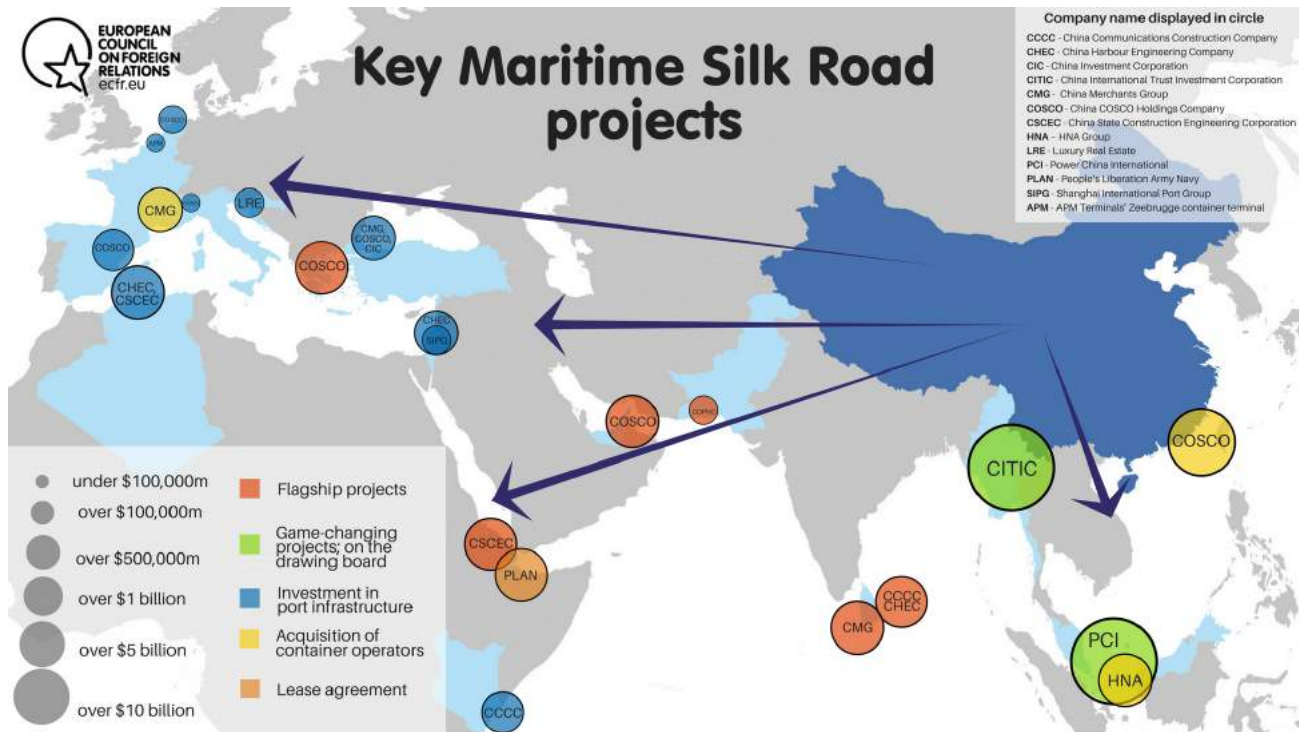 EUROPEAN
COUNCIL
ON FOREIGN
RELATIONS
ecfr.eu
Key Maritime Silk Road
projects
Company name displayed in circle
CCCC - China Communications Construction Company
CHEC - China Harbour Engineering Company
CIC - China Investment Corporation
CITIC - China International Trust Investment Corporation
CMG - China Merchants Group
COSCO - China COSCO Holdings Company
CSCEC - China State Construction Engineering Corporation
HNA - HNA Group
LRE - Luxury Real Estate
PCI - Power China International
PLAN - People's Liberation Army Navy
SIPG - Shanghai International Port Group
APM - APM Terminals' Zeebrugge container terminal
COSCO
APM
CMG
LRE
COSCO
CHEC,
CSCEC
COSCO
CMG,
COSCO,
CIC
CHEC
SIPG
COSCO
COPHC
CITIC
COSCO
CSCEC
PLAN
CMG
CCCC
CHEC
PCI
HNA
CCCC
under $100,000m
over $100,000m
over $500,000m
over $1 billion
over $5 billion
over $10 billion
Flagship projects
Game-changing
projects; on the
drawing board
Investment in
port infrastructure
Acquisition of
container operators
Lease agreement